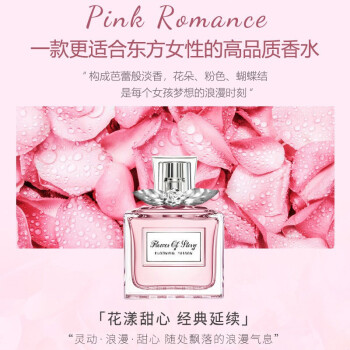 Pink Romance
一款更适合东方女性的高品质香水
“ 构成芭蕾般淡香，花朵、粉色、蝴蝶结
是每个女孩梦想的浪漫时刻 ”
Flower Of Story
「花漾甜心 经典延续」
“灵动·浪漫·甜心 随处飘落的浪漫气息”